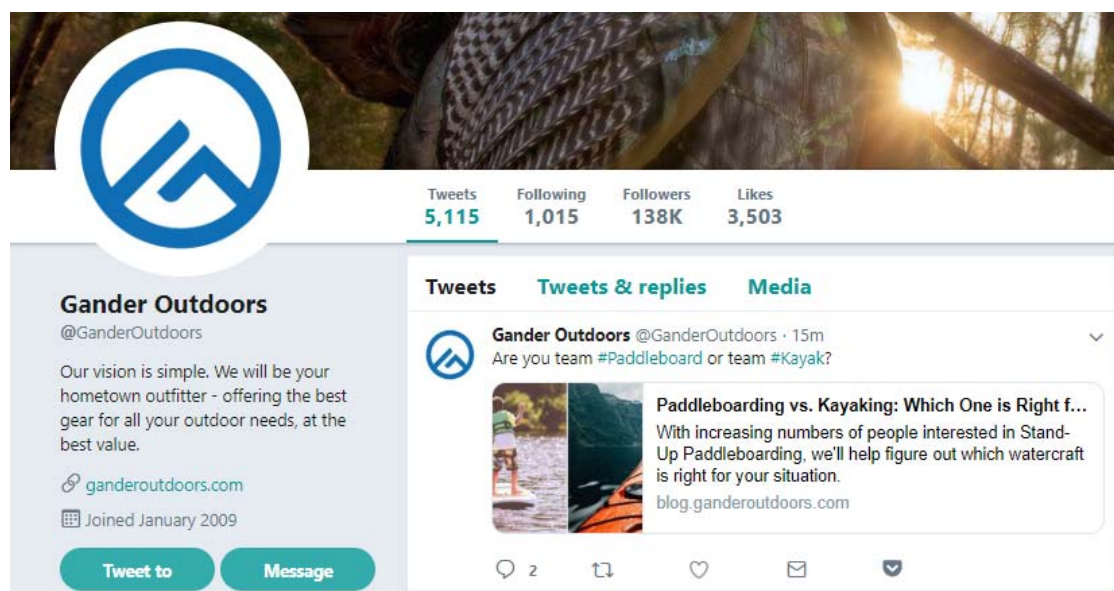 Tweets Following Followers Likes
5,115 1,015 138K 3,503
Gander Outdoors
@GanderOutdoors
Our vision is simple. We will be your
hometown outfitter - offering the best
gear for all your outdoor needs, at the
best value.
ganderoutdoors.com
Joined January 2009
Tweet to Message
Tweets Tweets & replies Media
Gander Outdoors @GanderOutdoors · 15m
Are you team #Paddleboard or team #Kayak?
Paddleboarding vs. Kayaking: Which One is Right f...
With increasing numbers of people interested in Stand-
Up Paddleboarding, we'll help figure out which watercraft
is right for your situation.
blog.ganderoutdoors.com
2